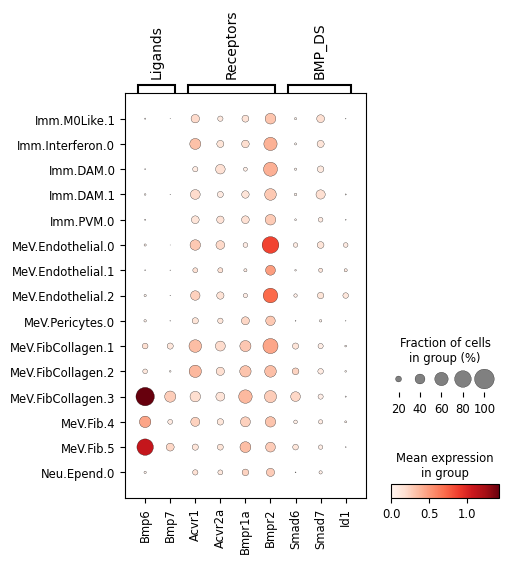 Ligands
Receptors
BMP_DS
Imm.M0Like.1
Imm.Interferon.0
Imm.DAM.0
Imm.DAM.1
Imm.PVM.0
MeV.Endothelial.0
MeV.Endothelial.1
MeV.Endothelial.2
MeV.Pericytes.0
MeV.FibCollagen.1
MeV.FibCollagen.2
MeV.FibCollagen.3
MeV.Fib.4
MeV.Fib.5
Neu.Epend.0
Bmp6
Bmp7
Acvr1
Acvr2a
Bmpr1a
Bmpr2
Smad6
Smad7
Id1
Fraction of cells
in group (%)
20 40 60 80 100
Mean expression
in group
0.0 0.5 1.0